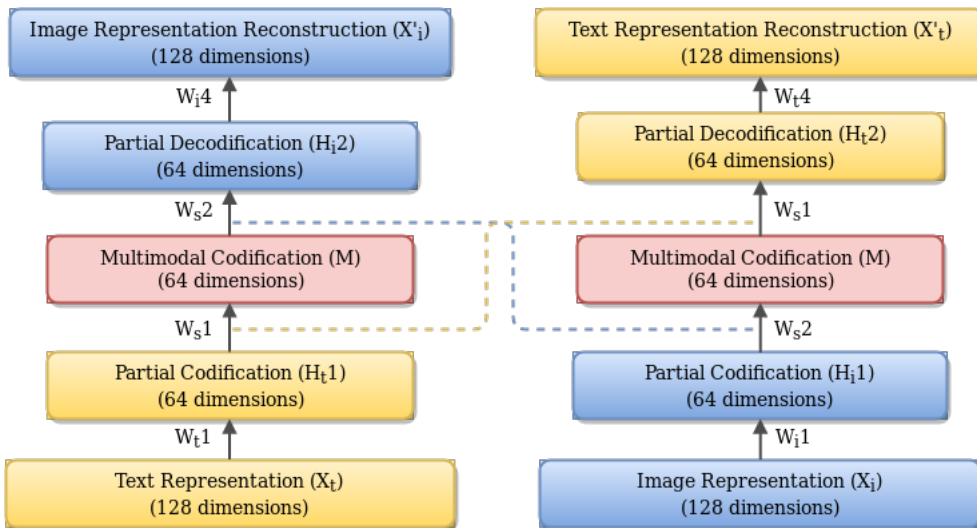 Image Representation Reconstruction (X'i)
(128 dimensions)
Wi4
Partial Decodification (Hi2)
(64 dimensions)
Ws2
Multimodal Codification (M)
(64 dimensions)
Ws1
Partial Codification (Ht1)
(64 dimensions)
Wt1
Text Representation (Xt)
(128 dimensions)
Text Representation Reconstruction (X't)
(128 dimensions)
Wt4
Partial Decodification (Ht2)
(64 dimensions)
Ws1
Multimodal Codification (M)
(64 dimensions)
Ws2
Partial Codification (Hi1)
(64 dimensions)
Wi1
Image Representation (Xi)
(128 dimensions)